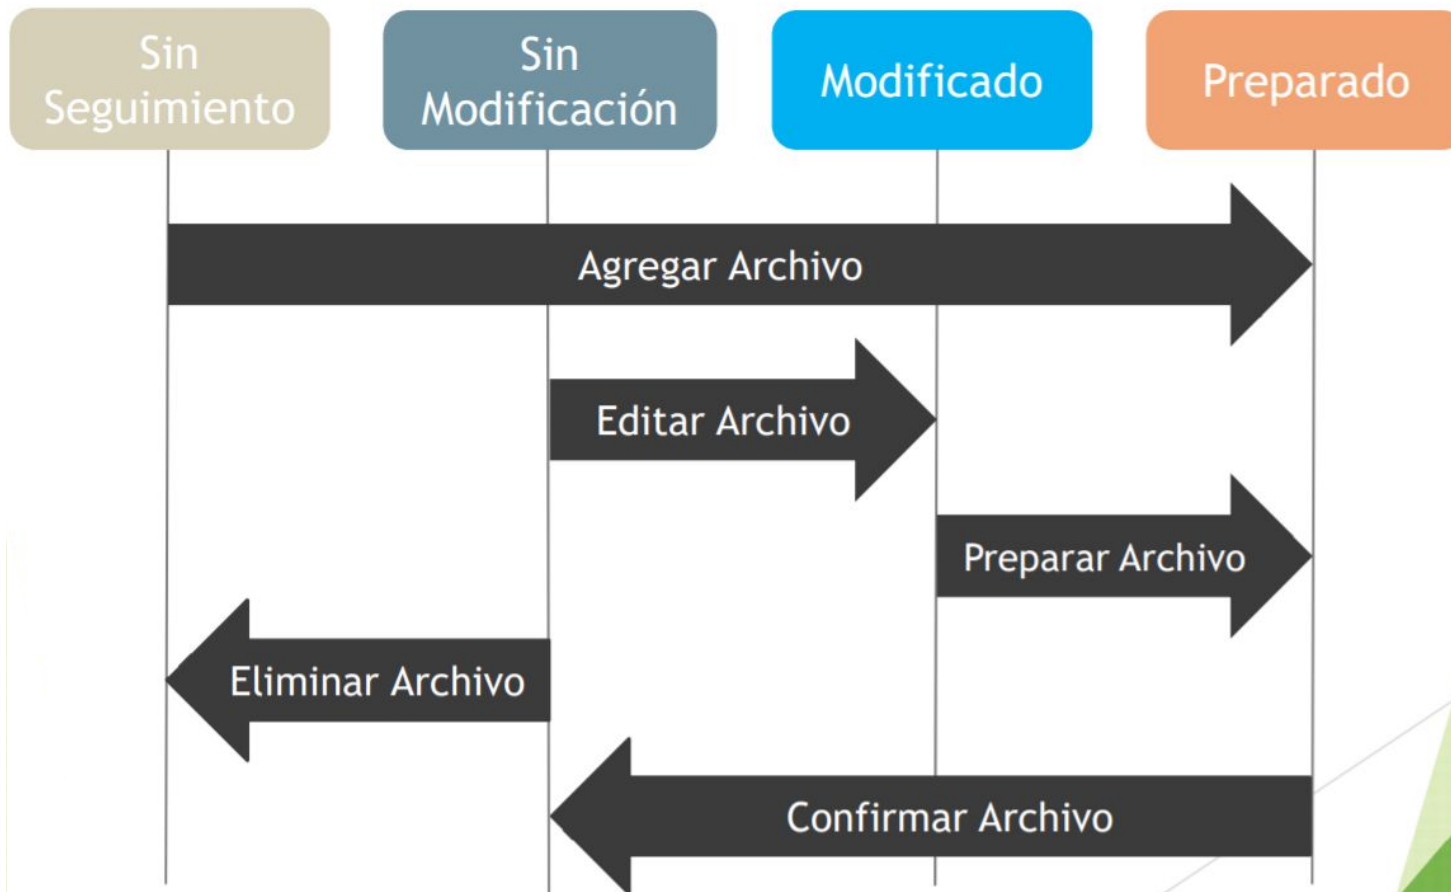 Sin
Seguimiento
Sin
Modificación
Modificado
Preparado
Agregar Archivo
Editar Archivo
Preparar Archivo
Eliminar Archivo
Confirmar Archivo